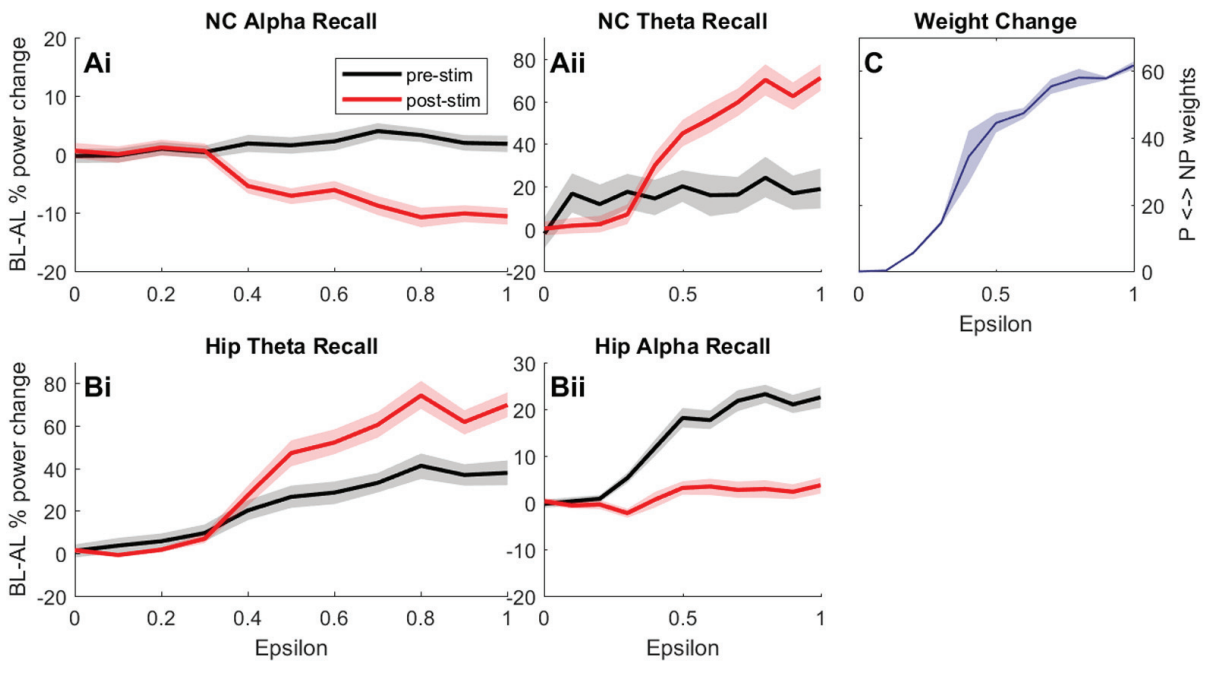 NC Alpha Recall
NC Theta Recall
Weight Change
Ai
Aii
C
pre-stim
post-stim
BL-AL % power change
20
10
0
-10
-20
0
0.2
0.4
0.6
0.8
1
80
60
40
20
0
-20
0
0.5
1
60
40
20
0
P <-> NP weights
0
0.5
1
Epsilon
Hip Theta Recall
Hip Alpha Recall
Bi
Bii
BL-AL % power change
80
60
40
20
0
-20
0
0.2
0.4
0.6
0.8
1
Epsilon
30
20
10
0
-10
-20
0
0.5
1
Epsilon